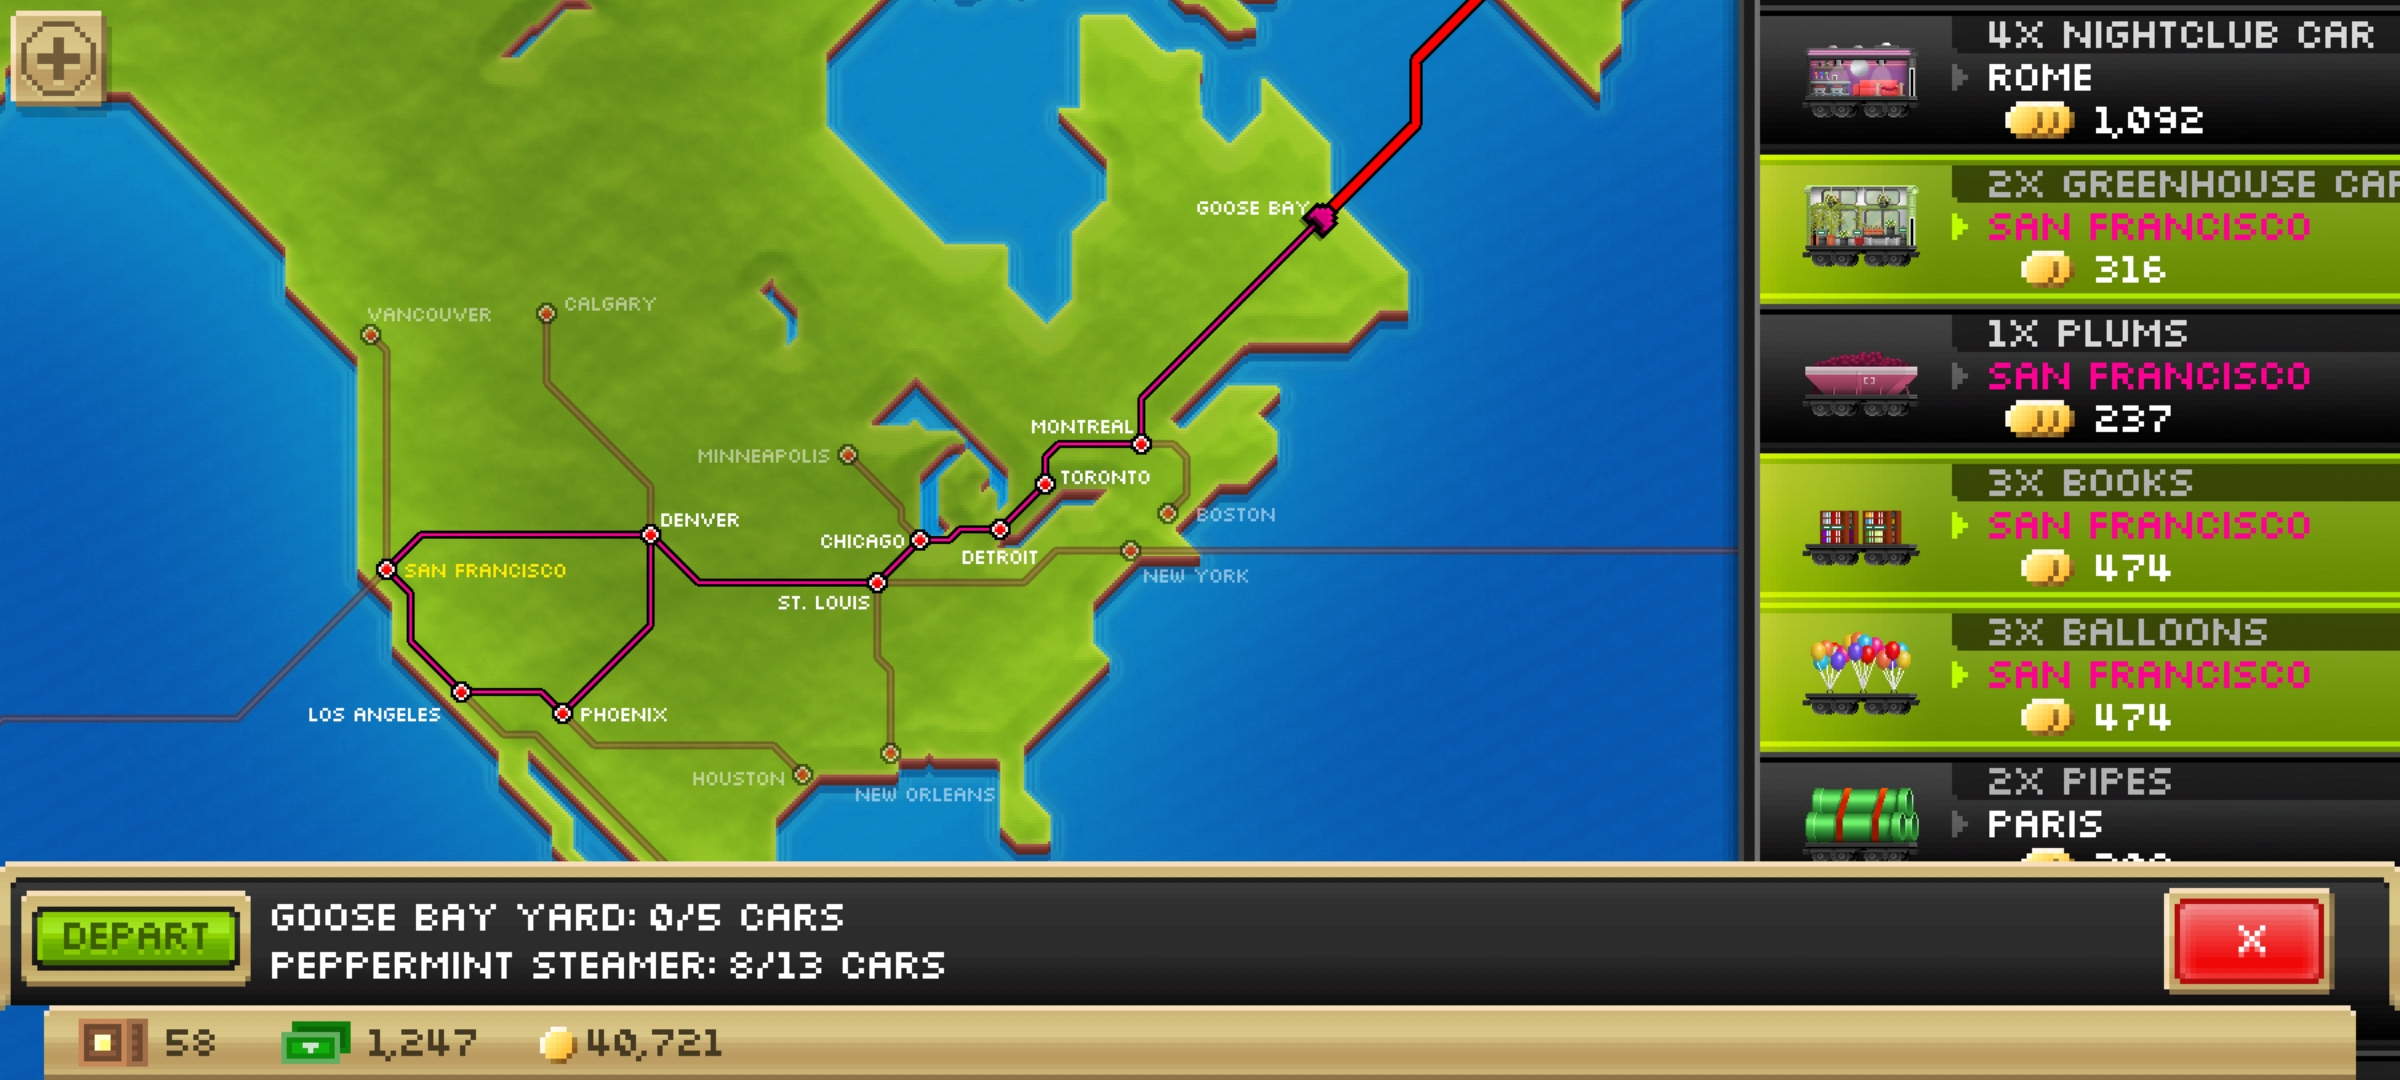 4X NIGHTCLUB CAR
ROME
1,092
2X GREENHOUSE CAR
SAN FRANCISCO
316
1X PLUMS
SAN FRANCISCO
237
3X BOOKS
SAN FRANCISCO
474
3X BALLOONS
SAN FRANCISCO
474
2X PIPES
PARIS
GOOSE BAY
VANCOUVER
CALGARY
MINNEAPOLIS
MONTREAL
TORONTO
BOSTON
DENVER
CHICAGO
DETROIT
NEW YORK
SAN FRANCISCO
ST. LOUIS
LOS ANGELES
PHOENIX
HOUSTON
NEW ORLEANS
DEPART
GOOSE BAY YARD: 0/5 CARS
PEPPERMINT STEAMER: 8/13 CARS
X
58
1,247
40,721